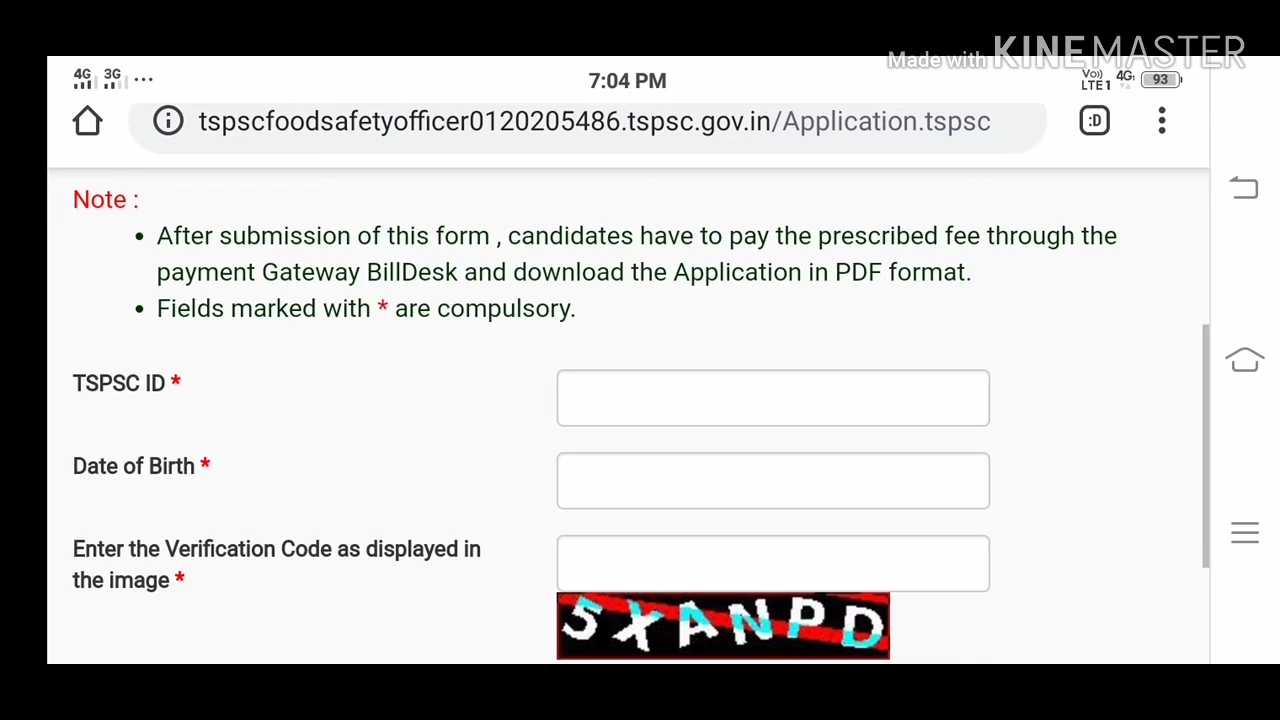 Made with KINEMASTER
4G 3G ... 7:04 PM Vo)) LTE1 4G 93
tspscfoodsafetyofficer0120205486.tspsc.gov.in/Application.tspsc :D
Note :
• After submission of this form , candidates have to pay the prescribed fee through the
payment Gateway BillDesk and download the Application in PDF format.
• Fields marked with * are compulsory.
TSPSC ID *
Date of Birth *
Enter the Verification Code as displayed in
the image *
5XANPD